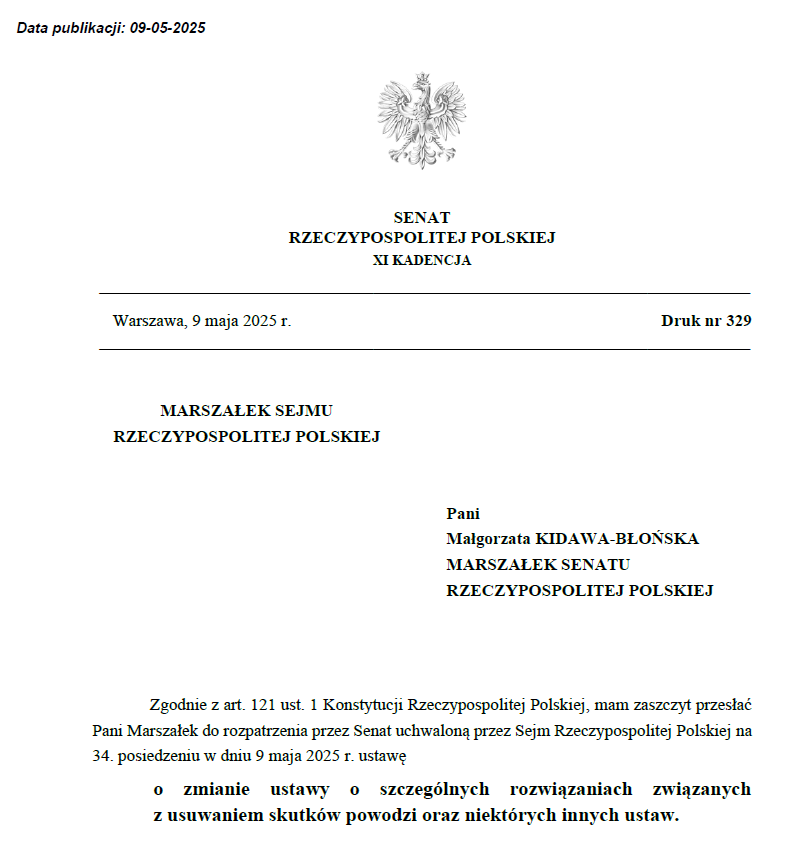 Data publikacji: 09-05-2025
SENAT
RZECZYPOSPOLITEJ POLSKIEJ
XI KADENCJA
Warszawa, 9 maja 2025 r. Druk nr 329
MARSZAŁEK SEJMU
RZECZYPOSPOLITEJ POLSKIEJ
Pani
Małgorzata KIDAWA-BŁOŃSKA
MARSZAŁEK SENATU
RZECZYPOSPOLITEJ POLSKIEJ
Zgodnie z art. 121 ust. 1 Konstytucji Rzeczypospolitej Polskiej, mam zaszczyt przesłać
Pani Marszałek do rozpatrzenia przez Senat uchwaloną przez Sejm Rzeczypospolitej Polskiej na
34. posiedzeniu w dniu 9 maja 2025 r. ustawę
o zmianie ustawy o szczególnych rozwiązaniach związanych
z usuwaniem skutków powodzi oraz niektórych innych ustaw.